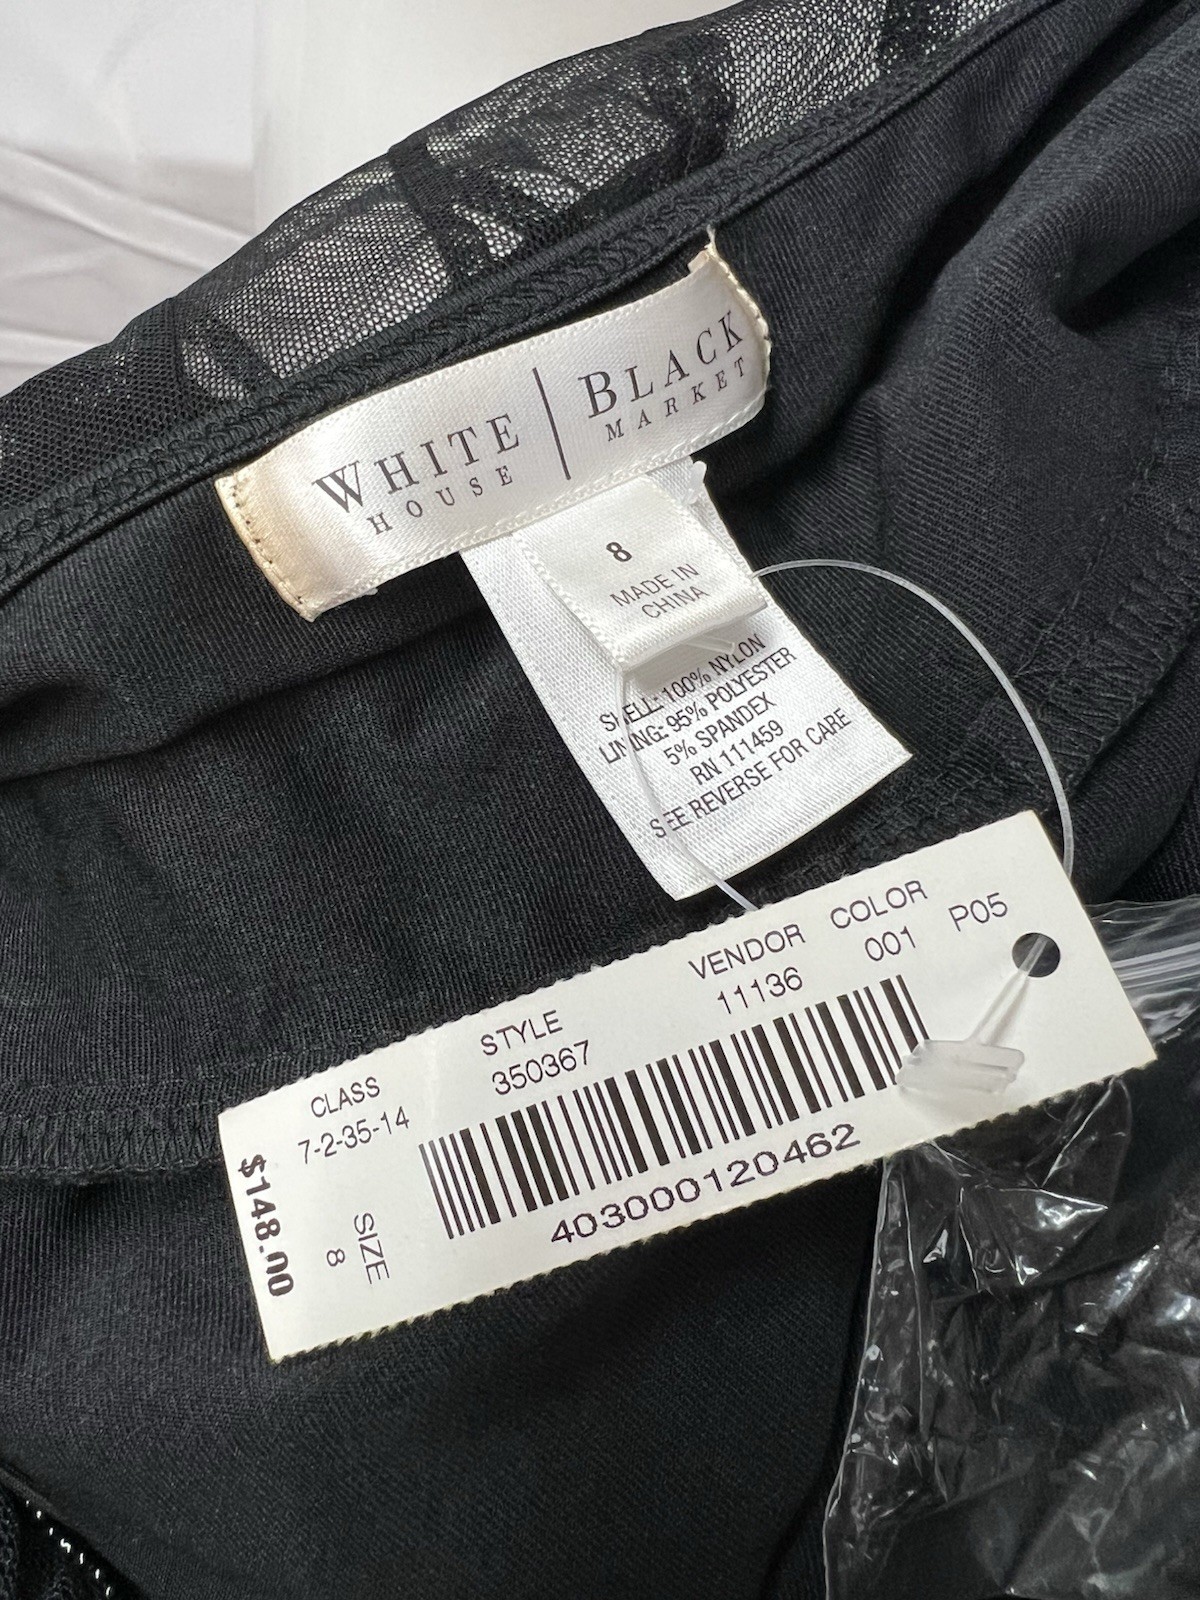 WHITE | BLACK
HOUSE MARKET
8
MADE IN
CHINA
SHELL: 100% NYLON
LINING: 95% POLYESTER
5% SPANDEX
RN 111459
SEE REVERSE FOR CARE
CLASS STYLE VENDOR COLOR P05
7-2-35-14 350367 11136 001
403000120462
SIZE
8
$148.00